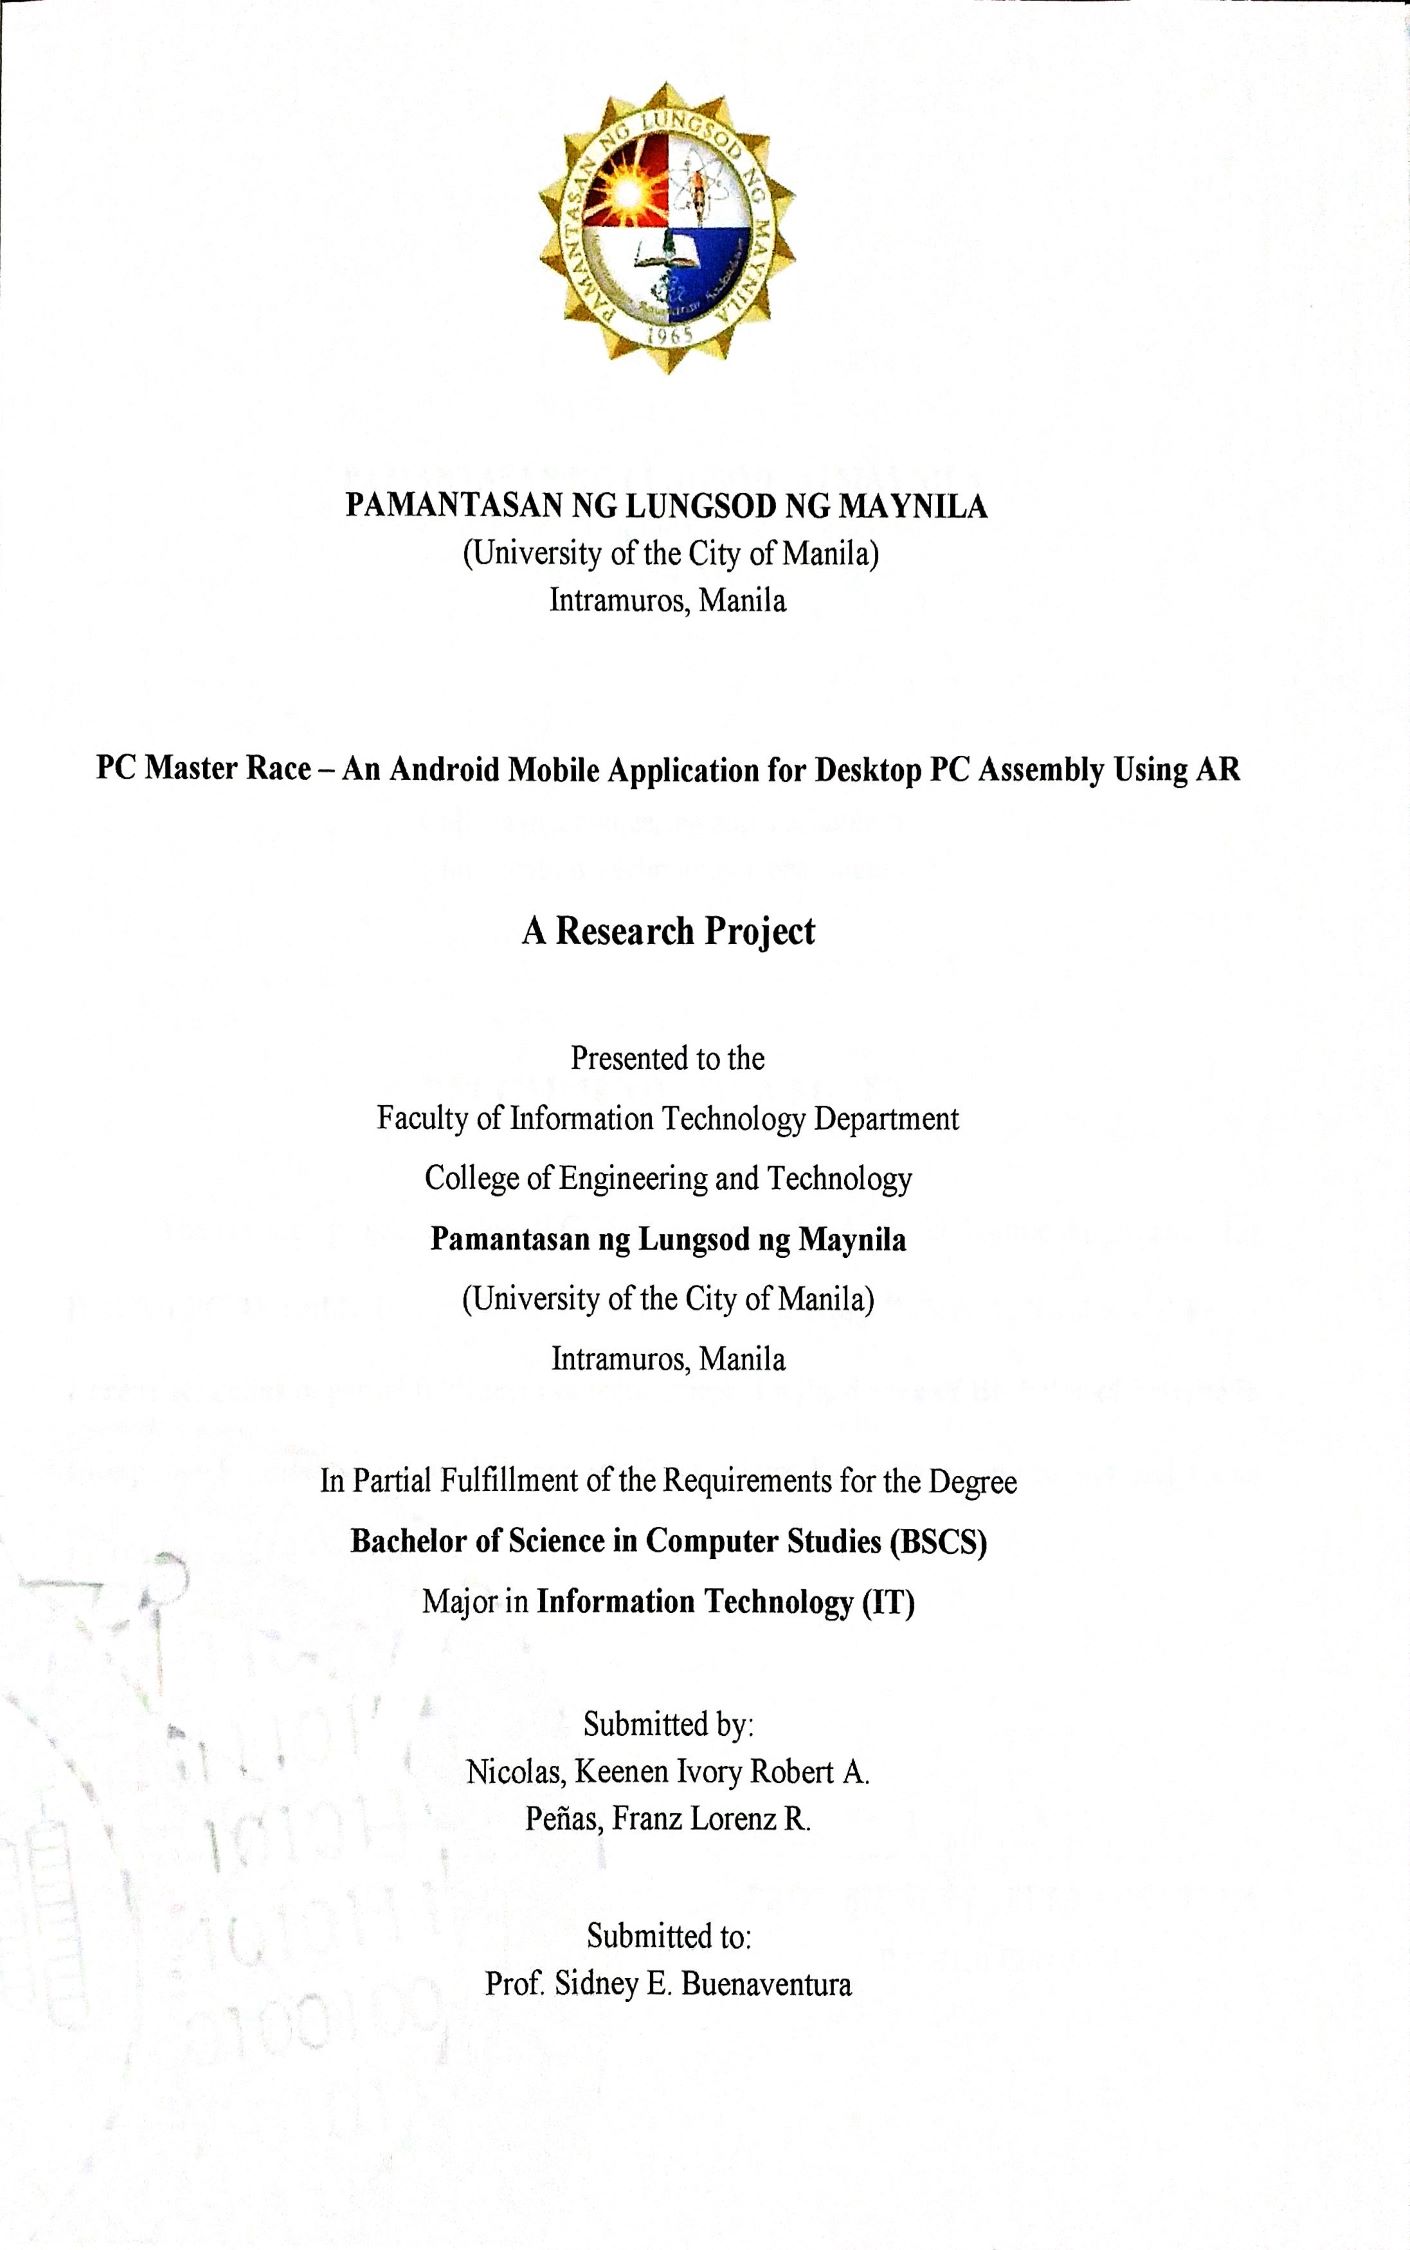 PAMANTASAN NG LUNGSOD NG MAYNILA
1965
PAMANTASAN NG LUNGSOD NG MAYNILA
(University of the City of Manila)
Intramuros, Manila
PC Master Race – An Android Mobile Application for Desktop PC Assembly Using AR
A Research Project
Presented to the
Faculty of Information Technology Department
College of Engineering and Technology
Pamantasan ng Lungsod ng Maynila
(University of the City of Manila)
Intramuros, Manila
In Partial Fulfillment of the Requirements for the Degree
Bachelor of Science in Computer Studies (BSCS)
Major in Information Technology (IT)
Submitted by:
Nicolas, Keenen Ivory Robert A.
Peñas, Franz Lorenz R.
Submitted to:
Prof. Sidney E. Buenaventura